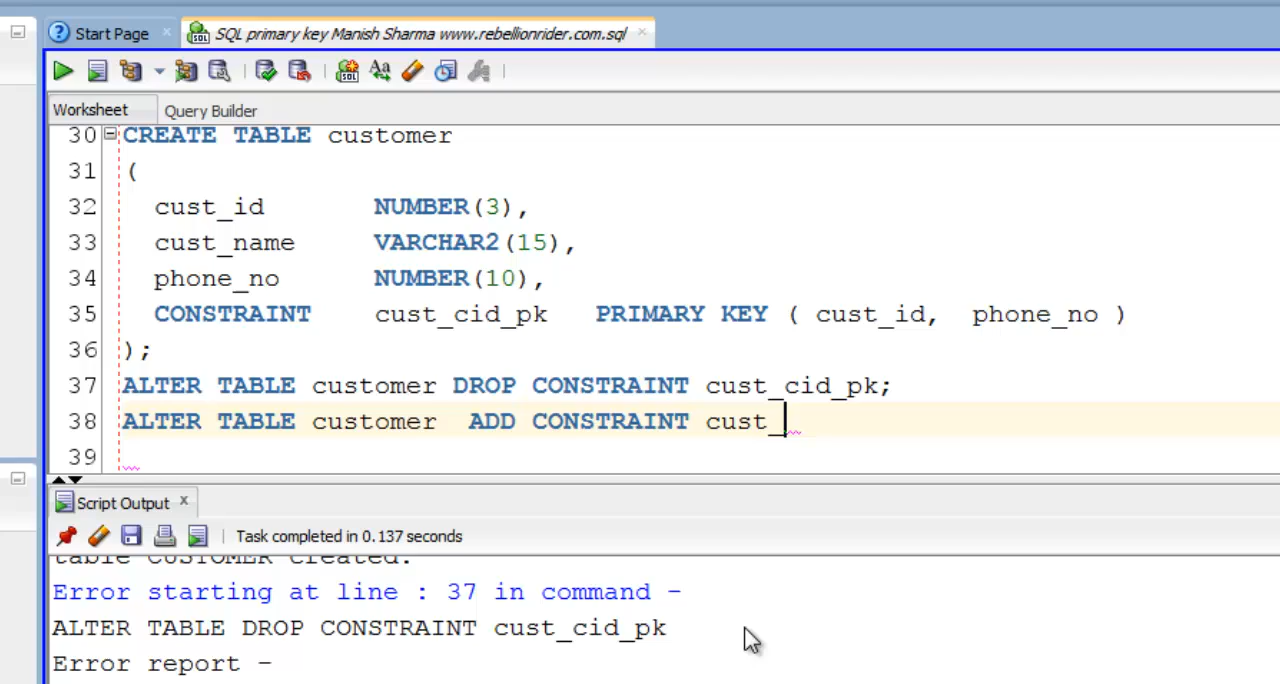 Start Page
SQL primary key Manish Sharma www.rebellionrider.com.sql
Worksheet Query Builder
30 CREATE TABLE customer
31 (
32 cust_id NUMBER(3),
33 cust_name VARCHAR2(15),
34 phone_no NUMBER(10),
35 CONSTRAINT cust_cid_pk PRIMARY KEY ( cust_id, phone_no )
36 );
37 ALTER TABLE customer DROP CONSTRAINT cust_cid_pk;
38 ALTER TABLE customer ADD CONSTRAINT cust_
39
Script Output
Task completed in 0.137 seconds
table CUSTOMER created.
Error starting at line : 37 in command -
ALTER TABLE DROP CONSTRAINT cust_cid_pk
Error report -